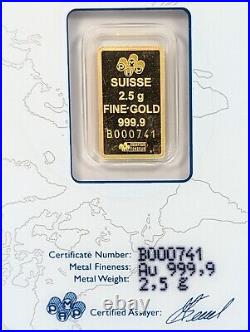 SUISSE
2.5 g
FINE GOLD
999.9
B000741
Certificate Number: B000741
Metal Fineness: Au 999,9
Metal Weight: 2,5 g
Certified Assayer: